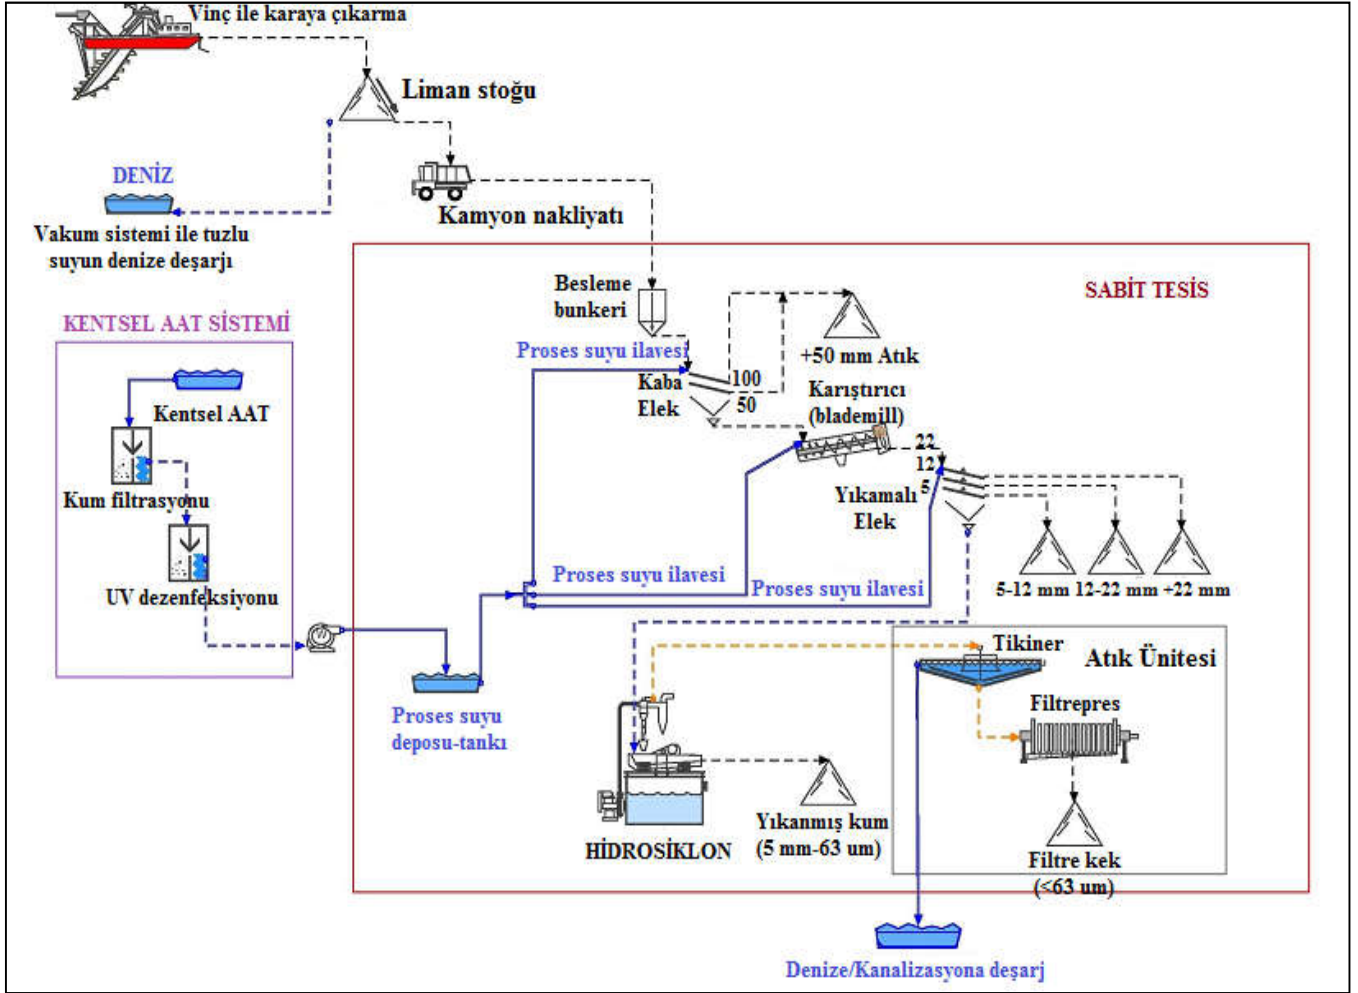 Vinç ile karaya çıkarma
Liman stoğu
DENİZ
Kamyon nakliyatı
Vakum sistemi ile tuzlu
suyun denize deşarjı
SABİT TESİS
Besleme
bunkeri
KENTSEL AAT SİSTEMİ
Proses suyu ilavesi
+50 mm Atık
Kaba
Elek
100
50
Karıştırıcı
(blademill)
Kentsel AAT
22
12
5
Yıkamalı
Elek
Kum filtrasyonu
Proses suyu ilavesi
Proses suyu ilavesi
5-12 mm 12-22 mm +22 mm
UV dezenfeksiyonu
Tikiner
Atık Ünitesi
Filtrepres
Proses suyu
deposu-tankı
HİDROSİKLON
Yıkanmış kum
(5 mm-63 um)
Filtre kek
(<63 um)
Denize/Kanalizasyona deşarj